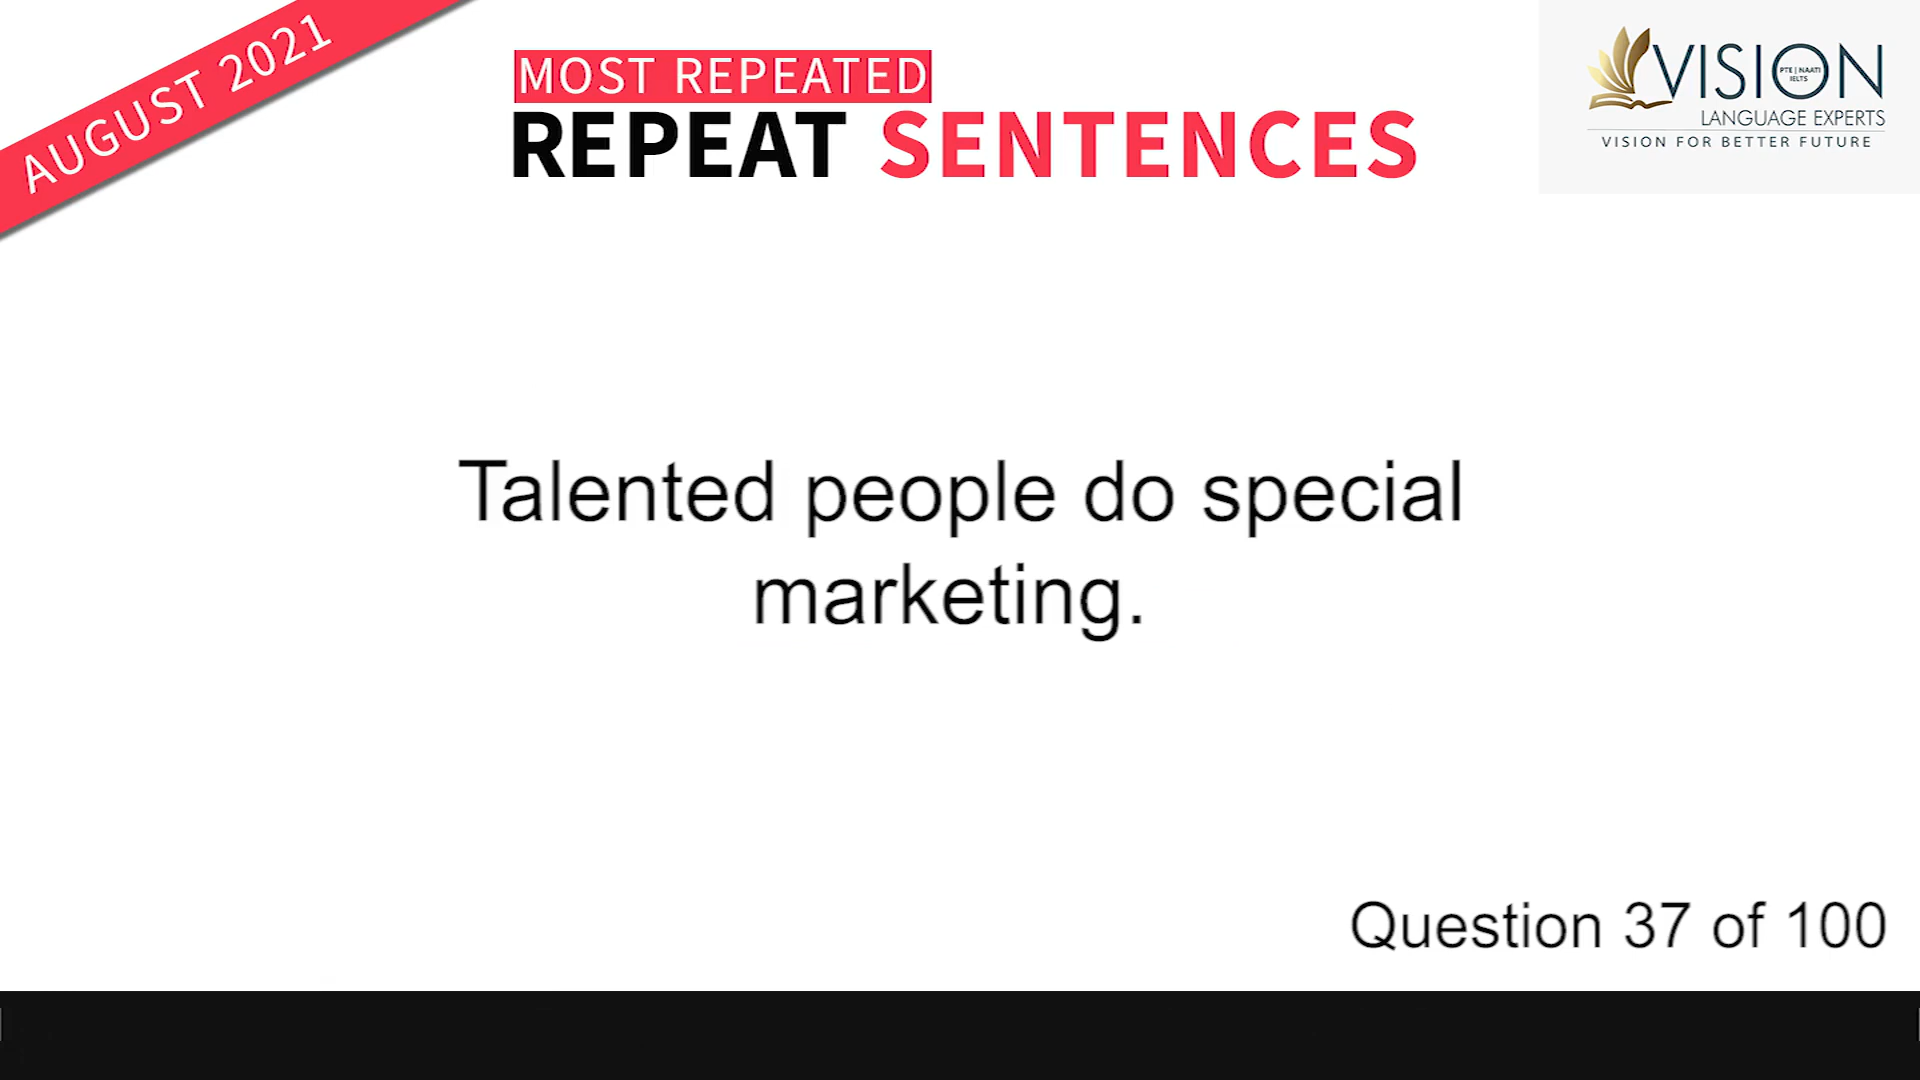 AUGUST 2021
MOST REPEATED
REPEAT SENTENCES
VISION
PTE | NAATI
IELTS
LANGUAGE EXPERTS
VISION FOR BETTER FUTURE
Talented people do special
marketing.
Question 37 of 100